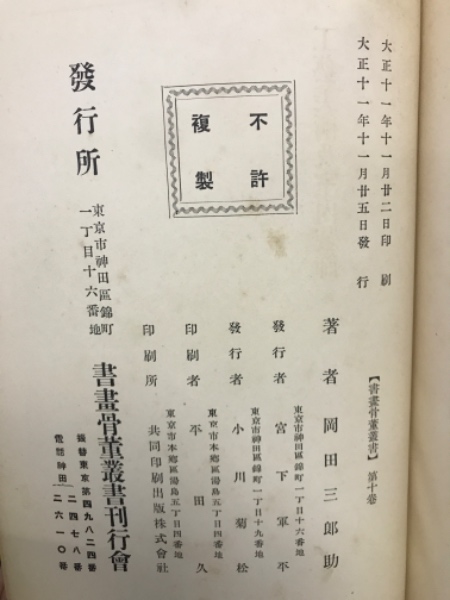 大正十一年十一月廿二日印刷
大正十一年十一月廿五日發行
不許
複製
【書畫骨董叢書】第十卷
著者 岡田三郎助
東京市神田區錦町一丁目十六番地
發行者 宮下軍平
東京市神田區錦町一丁目十九番地
發行者 小川菊松
東京市本郷區湯島五丁目四番地
印刷者 平田久
東京市本郷區湯島五丁目四番地
印刷所 共同印刷出版株式會社
發行所
東京市神田區錦町
一丁目十六番地
書畫骨董叢書刊行會
振替東京第四九八二四番
電話神田
二四七八番
二六一〇番